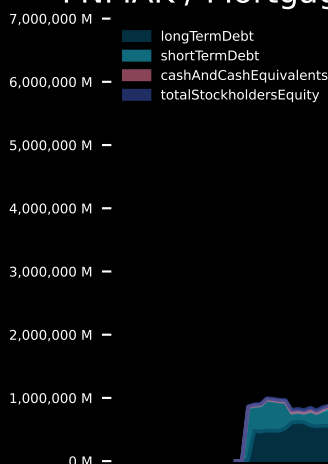 7,000,000 M
longTermDebt
shortTermDebt
6,000,000 M
cashAndCashEquivalents
totalStockholdersEquity
5,000,000 M
4,000,000 M
3,000,000 M
2,000,000 M
1,000,000 M
0 M